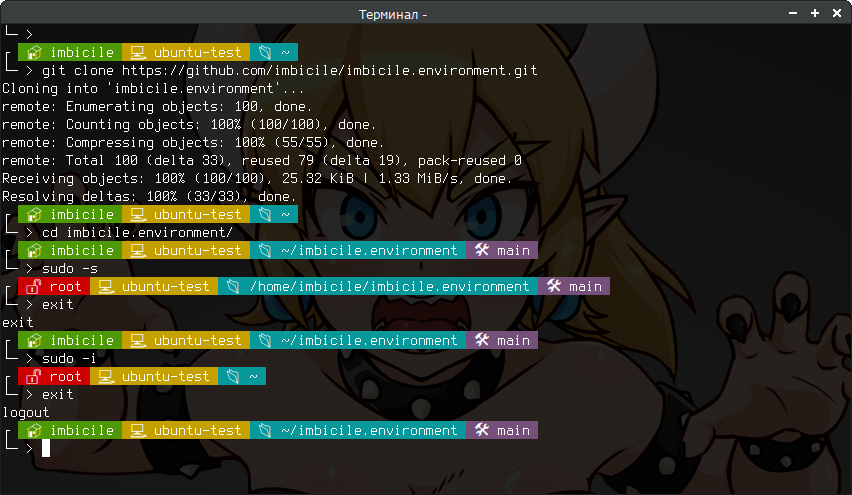 Терминал -
>
imbicile ubuntu-test ~
> git clone https://github.com/imbicile/imbicile.environment.git
Cloning into 'imbicile.environment'...
remote: Enumerating objects: 100, done.
remote: Counting objects: 100% (100/100), done.
remote: Compressing objects: 100% (55/55), done.
remote: Total 100 (delta 33), reused 79 (delta 19), pack-reused 0
Receiving objects: 100% (100/100), 25.32 KiB | 1.33 MiB/s, done.
Resolving deltas: 100% (33/33), done.
imbicile ubuntu-test ~
> cd imbicile.environment/
imbicile ubuntu-test ~/imbicile.environment main
> sudo -s
root ubuntu-test /home/imbicile/imbicile.environment main
> exit
exit
imbicile ubuntu-test ~/imbicile.environment main
> sudo -i
root ubuntu-test ~
> exit
logout
imbicile ubuntu-test ~/imbicile.environment main
>